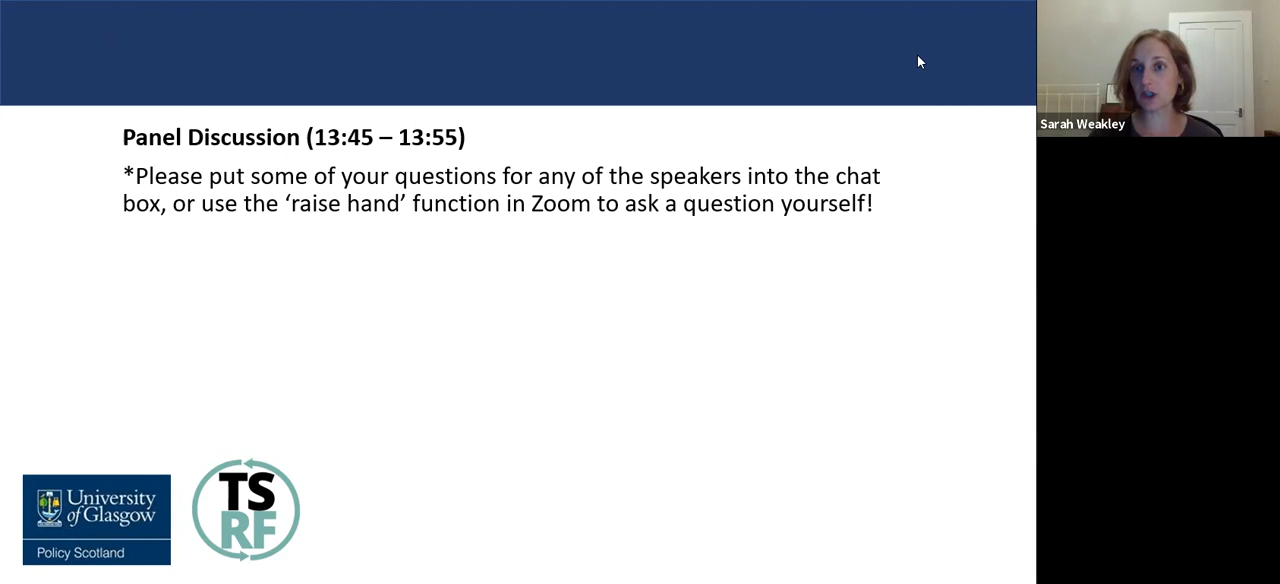 Panel Discussion (13:45 – 13:55)
*Please put some of your questions for any of the speakers into the chat
box, or use the ‘raise hand’ function in Zoom to ask a question yourself!
Sarah Weakley
University
of Glasgow
Policy Scotland
TS
RF